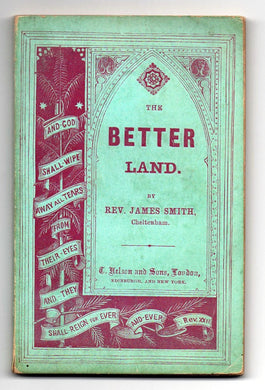 THE
BETTER
LAND.
BY
REV. JAMES SMITH,
Cheltenham.
T. Nelson and Sons, London,
EDINBURGH, AND NEW YORK.
AND GOD
SHALL WIPE
AWAY ALL TEARS
FROM
THEIR EYES
AND THEY
SHALL REIGN FOR EVER
AND EVER
Rev. XXII